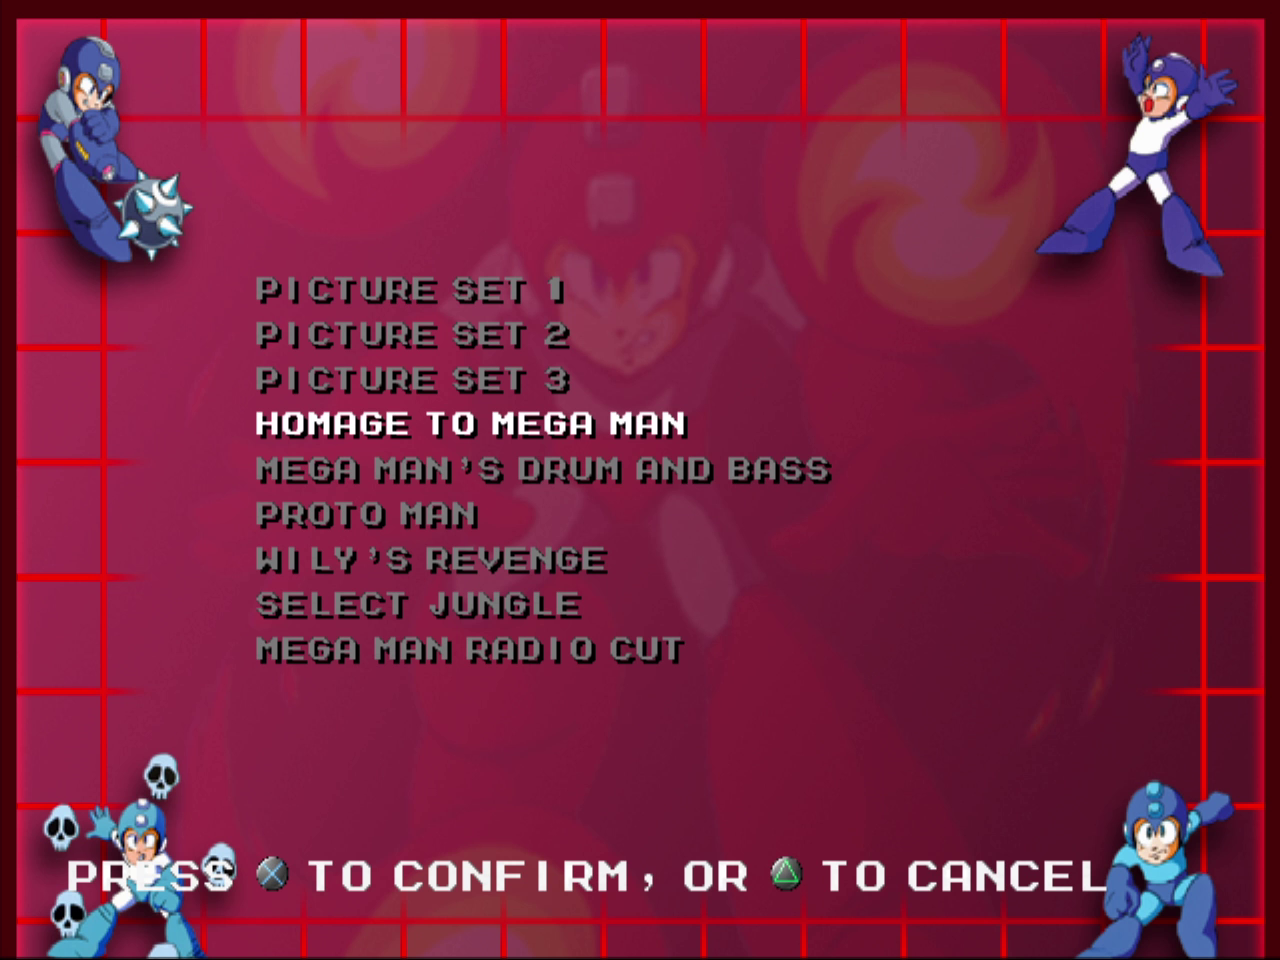 PICTURE SET 1
PICTURE SET 2
PICTURE SET 3
HOMAGE TO MEGA MAN
MEGA MAN'S DRUM AND BASS
PROTO MAN
WILY'S REVENGE
SELECT JUNGLE
MEGA MAN RADIO CUT
PRESS TO CONFIRM, OR TO CANCEL